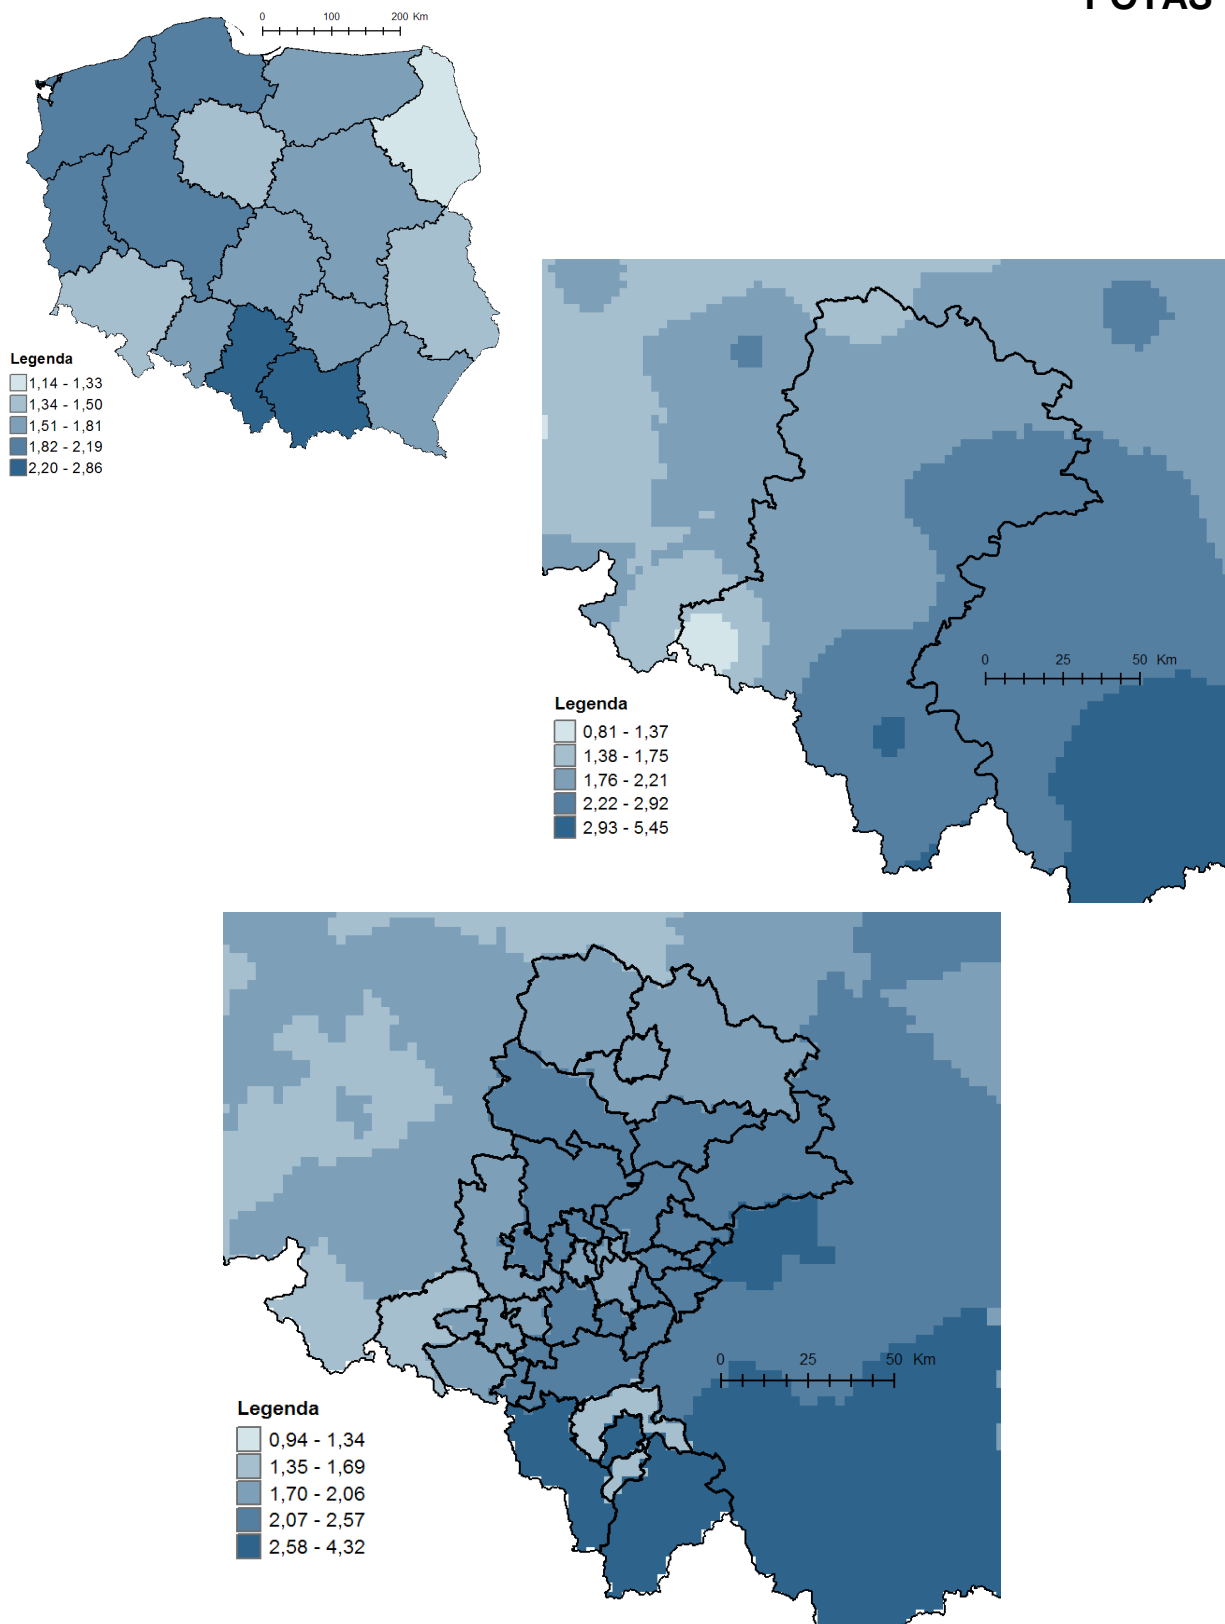 0 100 200 Km
Legenda
1,14 - 1,33
1,34 - 1,50
1,51 - 1,81
1,82 - 2,19
2,20 - 2,86
0 25 50 Km
Legenda
0,81 - 1,37
1,38 - 1,75
1,76 - 2,21
2,22 - 2,92
2,93 - 5,45
0 25 50 Km
Legenda
0,94 - 1,34
1,35 - 1,69
1,70 - 2,06
2,07 - 2,57
2,58 - 4,32